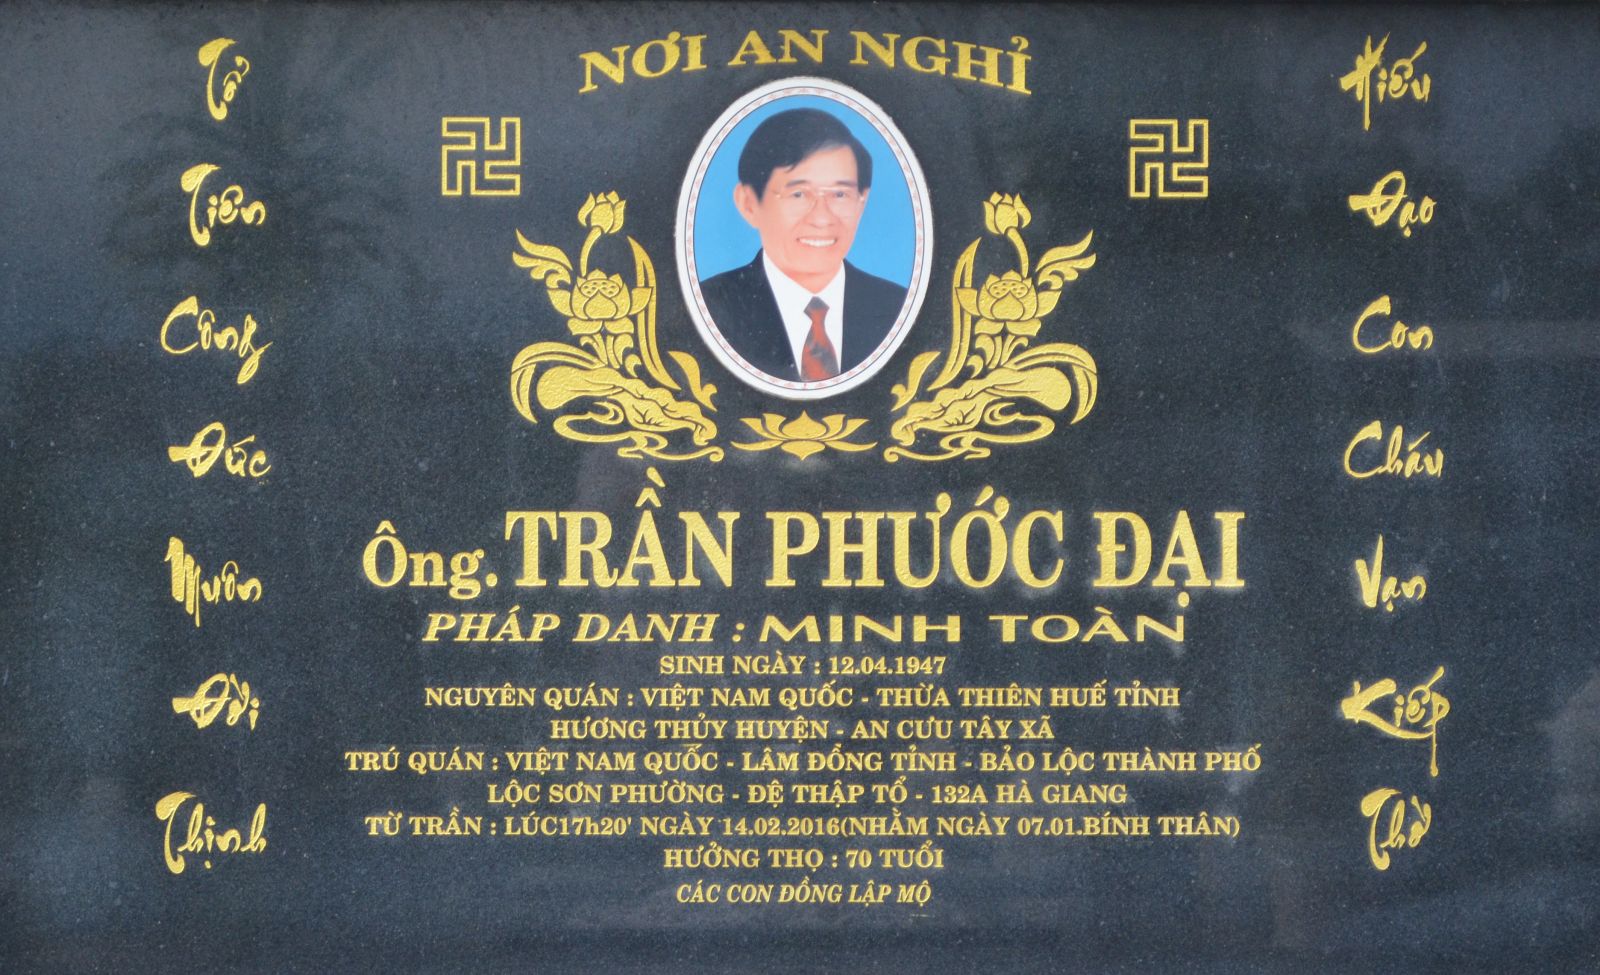 NƠI AN NGHỈ
Tổ
Tiên
Công
Đức
Muôn
Đời
Thịnh
Hiếu
Đạo
Con
Cháu
Vạn
Kiếp
Thờ
Ông. TRẦN PHƯỚC ĐẠI
PHÁP DANH : MINH TOÀN
SINH NGÀY : 12.04.1947
NGUYÊN QUÁN : VIỆT NAM QUỐC - THỪA THIÊN HUẾ TỈNH
HƯƠNG THỦY HUYỆN - AN CƯU TÂY XÃ
TRÚ QUÁN : VIỆT NAM QUỐC - LÂM ĐỒNG TỈNH - BẢO LỘC THÀNH PHỐ
LỘC SƠN PHƯỜNG - ĐỆ THẬP TỔ - 132A HÀ GIANG
TỪ TRẦN : LÚC17h20' NGÀY 14.02.2016(NHẰM NGÀY 07.01.BÍNH THÂN)
HƯỞNG THỌ : 70 TUỔI
CÁC CON ĐỒNG LẬP MỘ